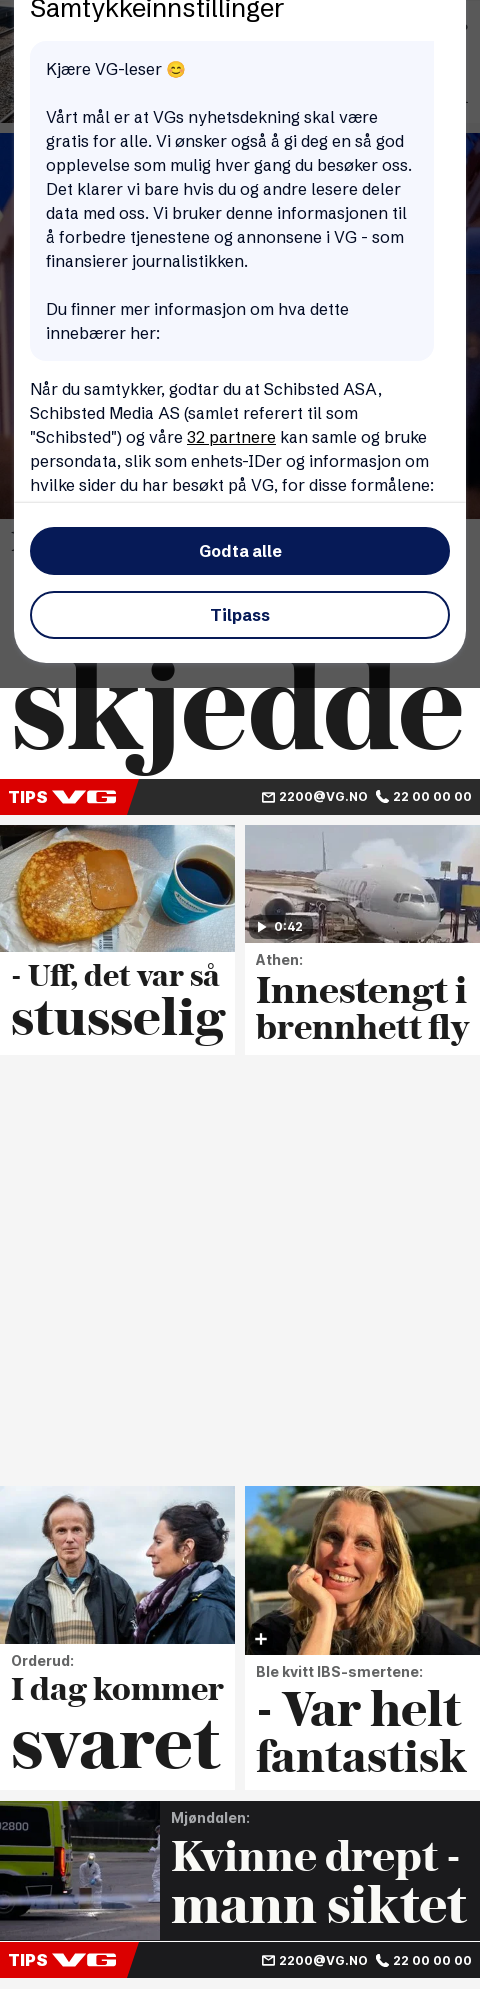 Samtykkeinnstillinger
Kjære VG-leser 😊
Vårt mål er at VGs nyhetsdekning skal være
gratis for alle. Vi ønsker også å gi deg en så god
opplevelse som mulig hver gang du besøker oss.
Det klarer vi bare hvis du og andre lesere deler
data med oss. Vi bruker denne informasjonen til
å forbedre tjenestene og annonsene i VG - som
finansierer journalistikken.
Du finner mer informasjon om hva dette
innebærer her:
Når du samtykker, godtar du at Schibsted ASA,
Schibsted Media AS (samlet referert til som
"Schibsted") og våre 32 partnere kan samle og bruke
persondata, slik som enhets-IDer og informasjon om
hvilke sider du har besøkt på VG, for disse formålene:
Godta alle
Tilpass
skjedde
TIPS VG 2200@VG.NO 22 00 00 00
- Uff, det var så
stusselig
0:42
Athen:
Innestengt i
brennhett fly
Orderud:
I dag kommer
svaret
Ble kvitt IBS-smertene:
- Var helt
fantastisk
Mjøndalen:
Kvinne drept -
mann siktet
TIPS VG 2200@VG.NO 22 00 00 00